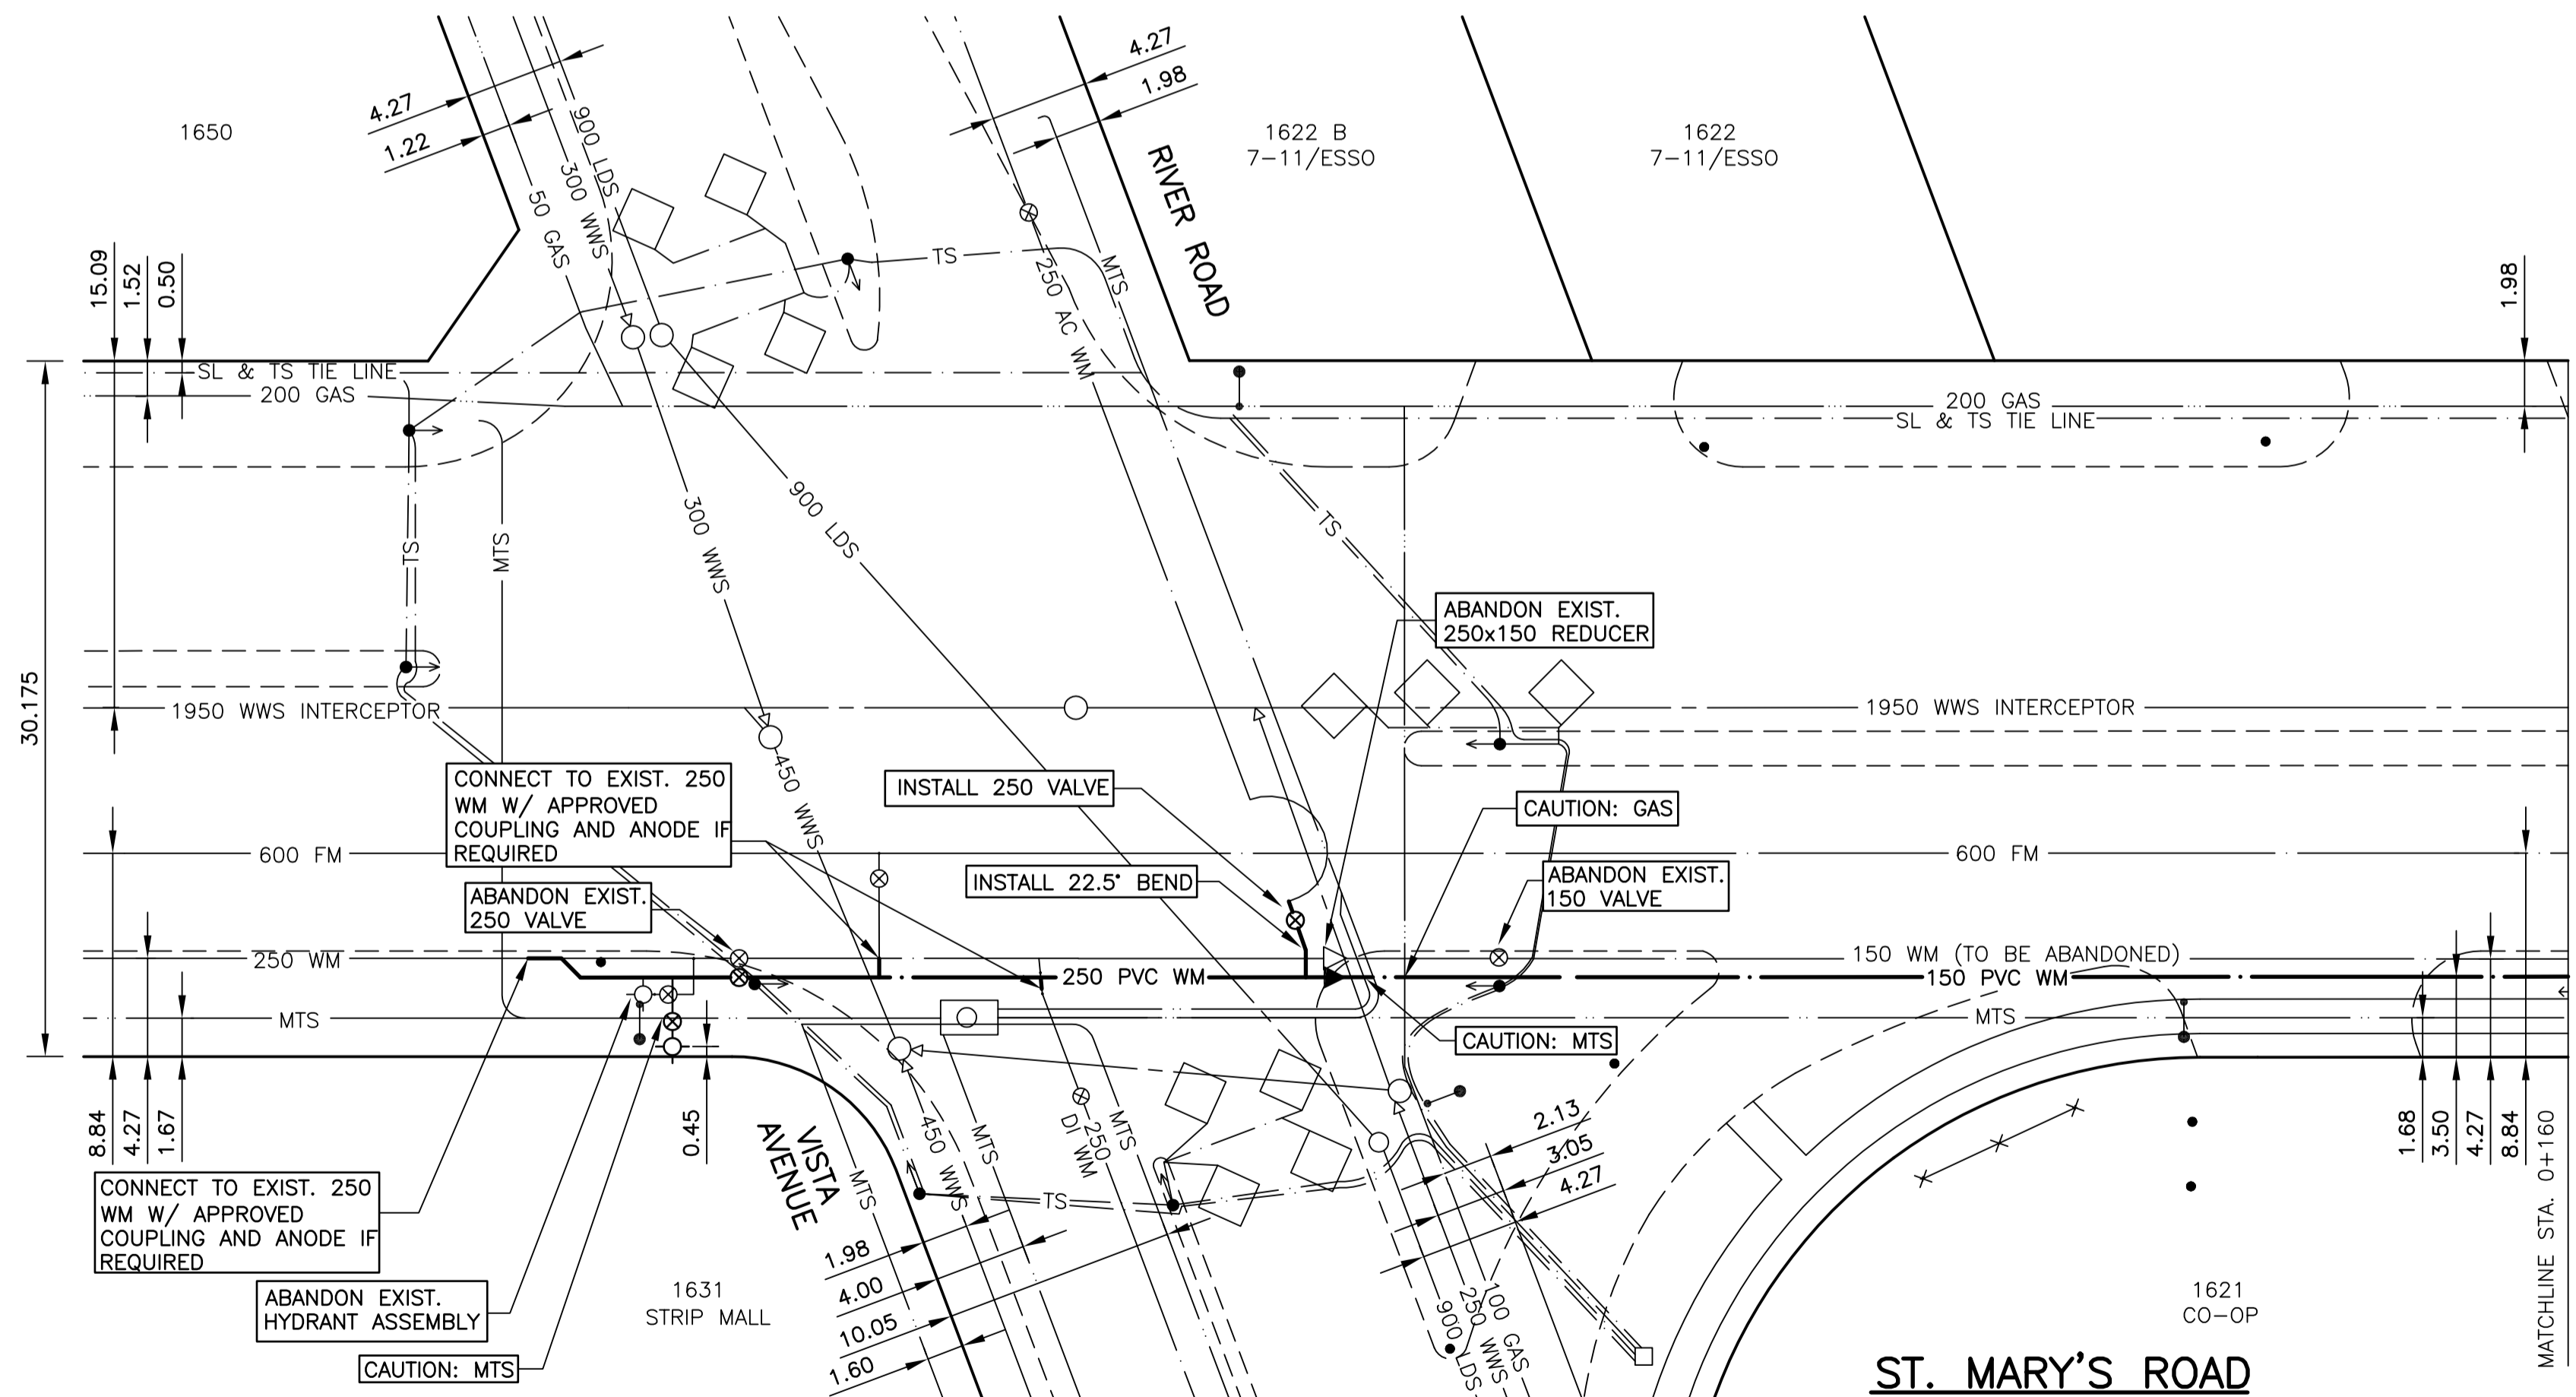 4.27
1.22
1650
900 LDS
300 WWS
50 GAS
4.27
1.98
RIVER ROAD
1622 B
7-11/ESSO
1622
7-11/ESSO
15.09
1.52
0.50
1.98
TS
MTS
250 AC WM
SL & TS TIE LINE
200 GAS
200 GAS
SL & TS TIE LINE
TS
MTS
300 WWS
900 LDS
TS
ABANDON EXIST.
250x150 REDUCER
30.175
1950 WWS INTERCEPTOR
1950 WWS INTERCEPTOR
CONNECT TO EXIST. 250
WM W/ APPROVED
COUPLING AND ANODE IF
REQUIRED
450 WWS
INSTALL 250 VALVE
CAUTION: GAS
600 FM
600 FM
INSTALL 22.5° BEND
ABANDON EXIST.
150 VALVE
ABANDON EXIST.
250 VALVE
250 WM
150 WM (TO BE ABANDONED)
250 PVC WM
150 PVC WM
MTS
MTS
CAUTION: MTS
8.84
4.27
1.67
0.45
VISTA
AVENUE
MTS
450 WWS
MTS
250
DI WM
MTS
TS
2.13
3.05
4.27
1.68
3.50
4.27
8.84
MATCHLINE STA. 0+160
CONNECT TO EXIST. 250
WM W/ APPROVED
COUPLING AND ANODE IF
REQUIRED
ABANDON EXIST.
HYDRANT ASSEMBLY
CAUTION: MTS
1631
STRIP MALL
1.98
4.00
10.05
1.60
900 LDS
250 WWS
100 GAS
1621
CO-OP
ST. MARY'S ROAD